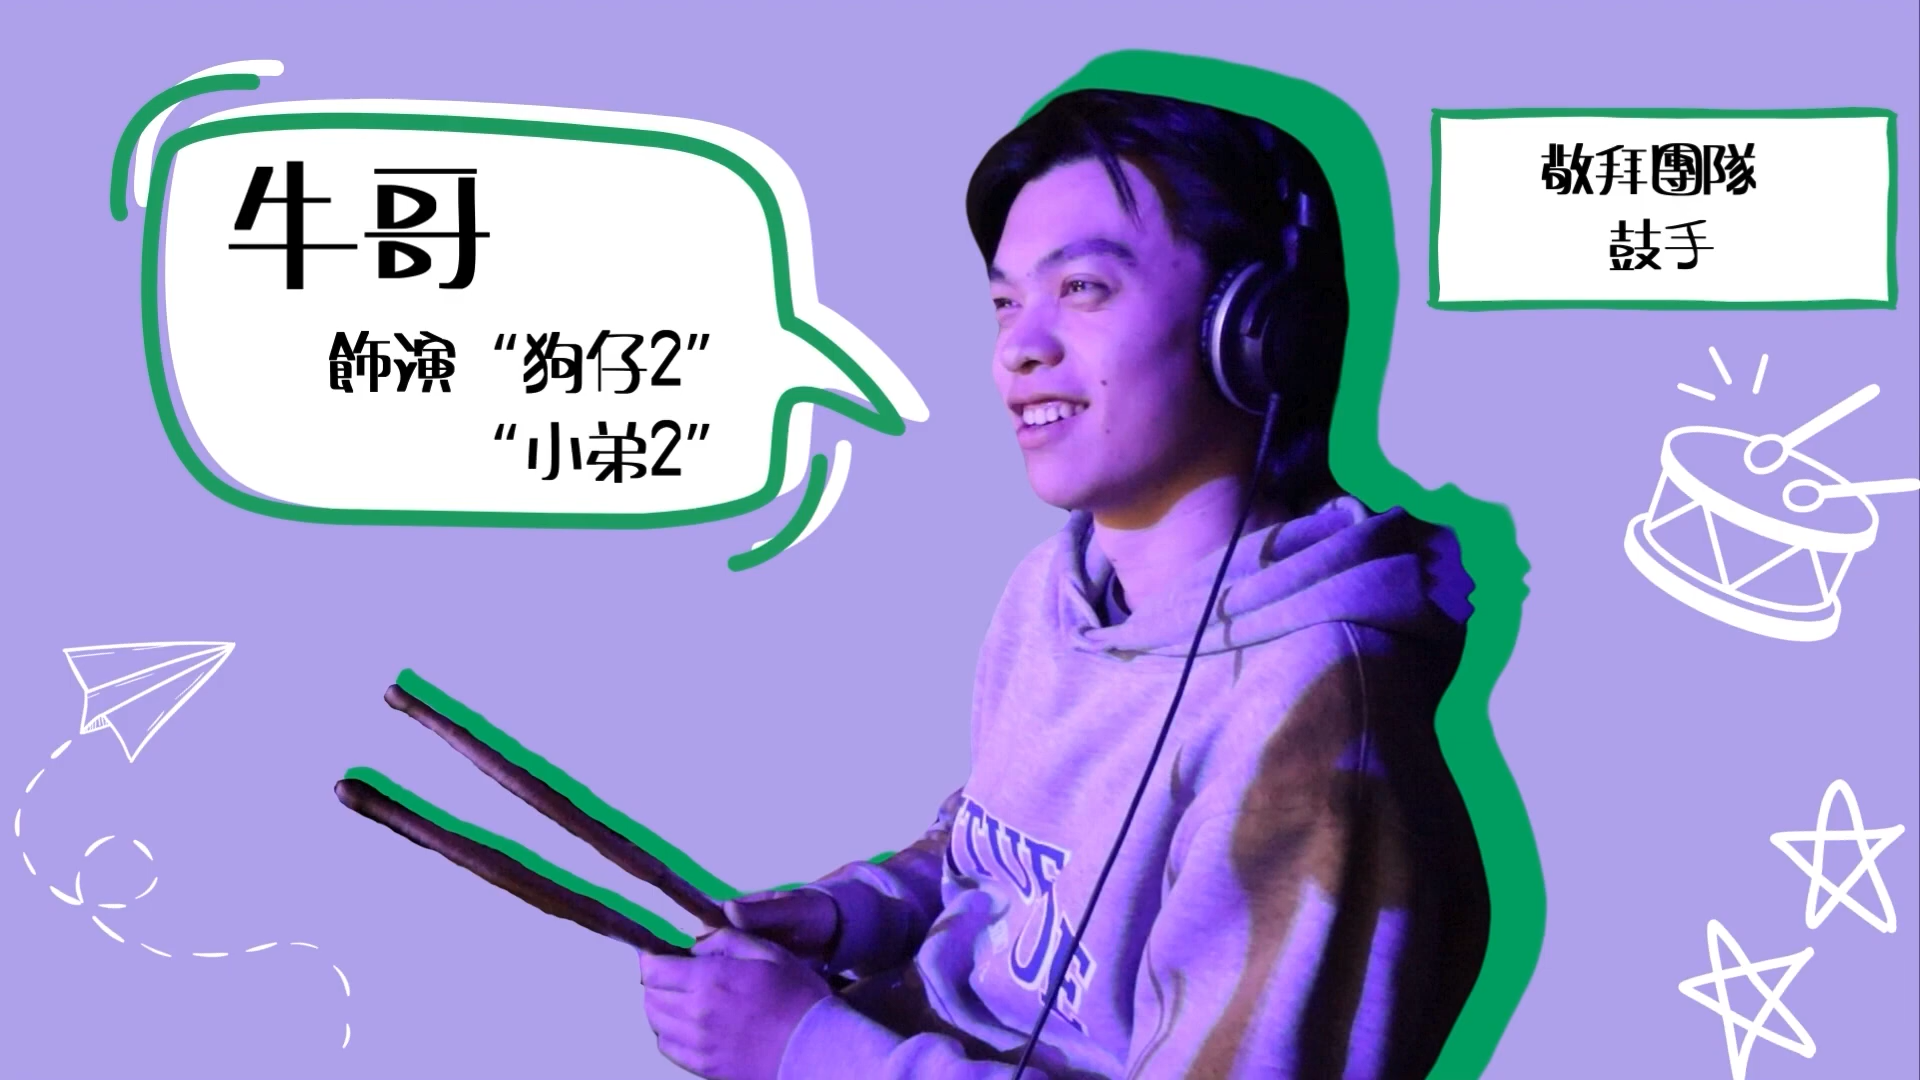 牛哥
飾演 “狗仔2”
“小弟2”
敬拜團隊
鼓手